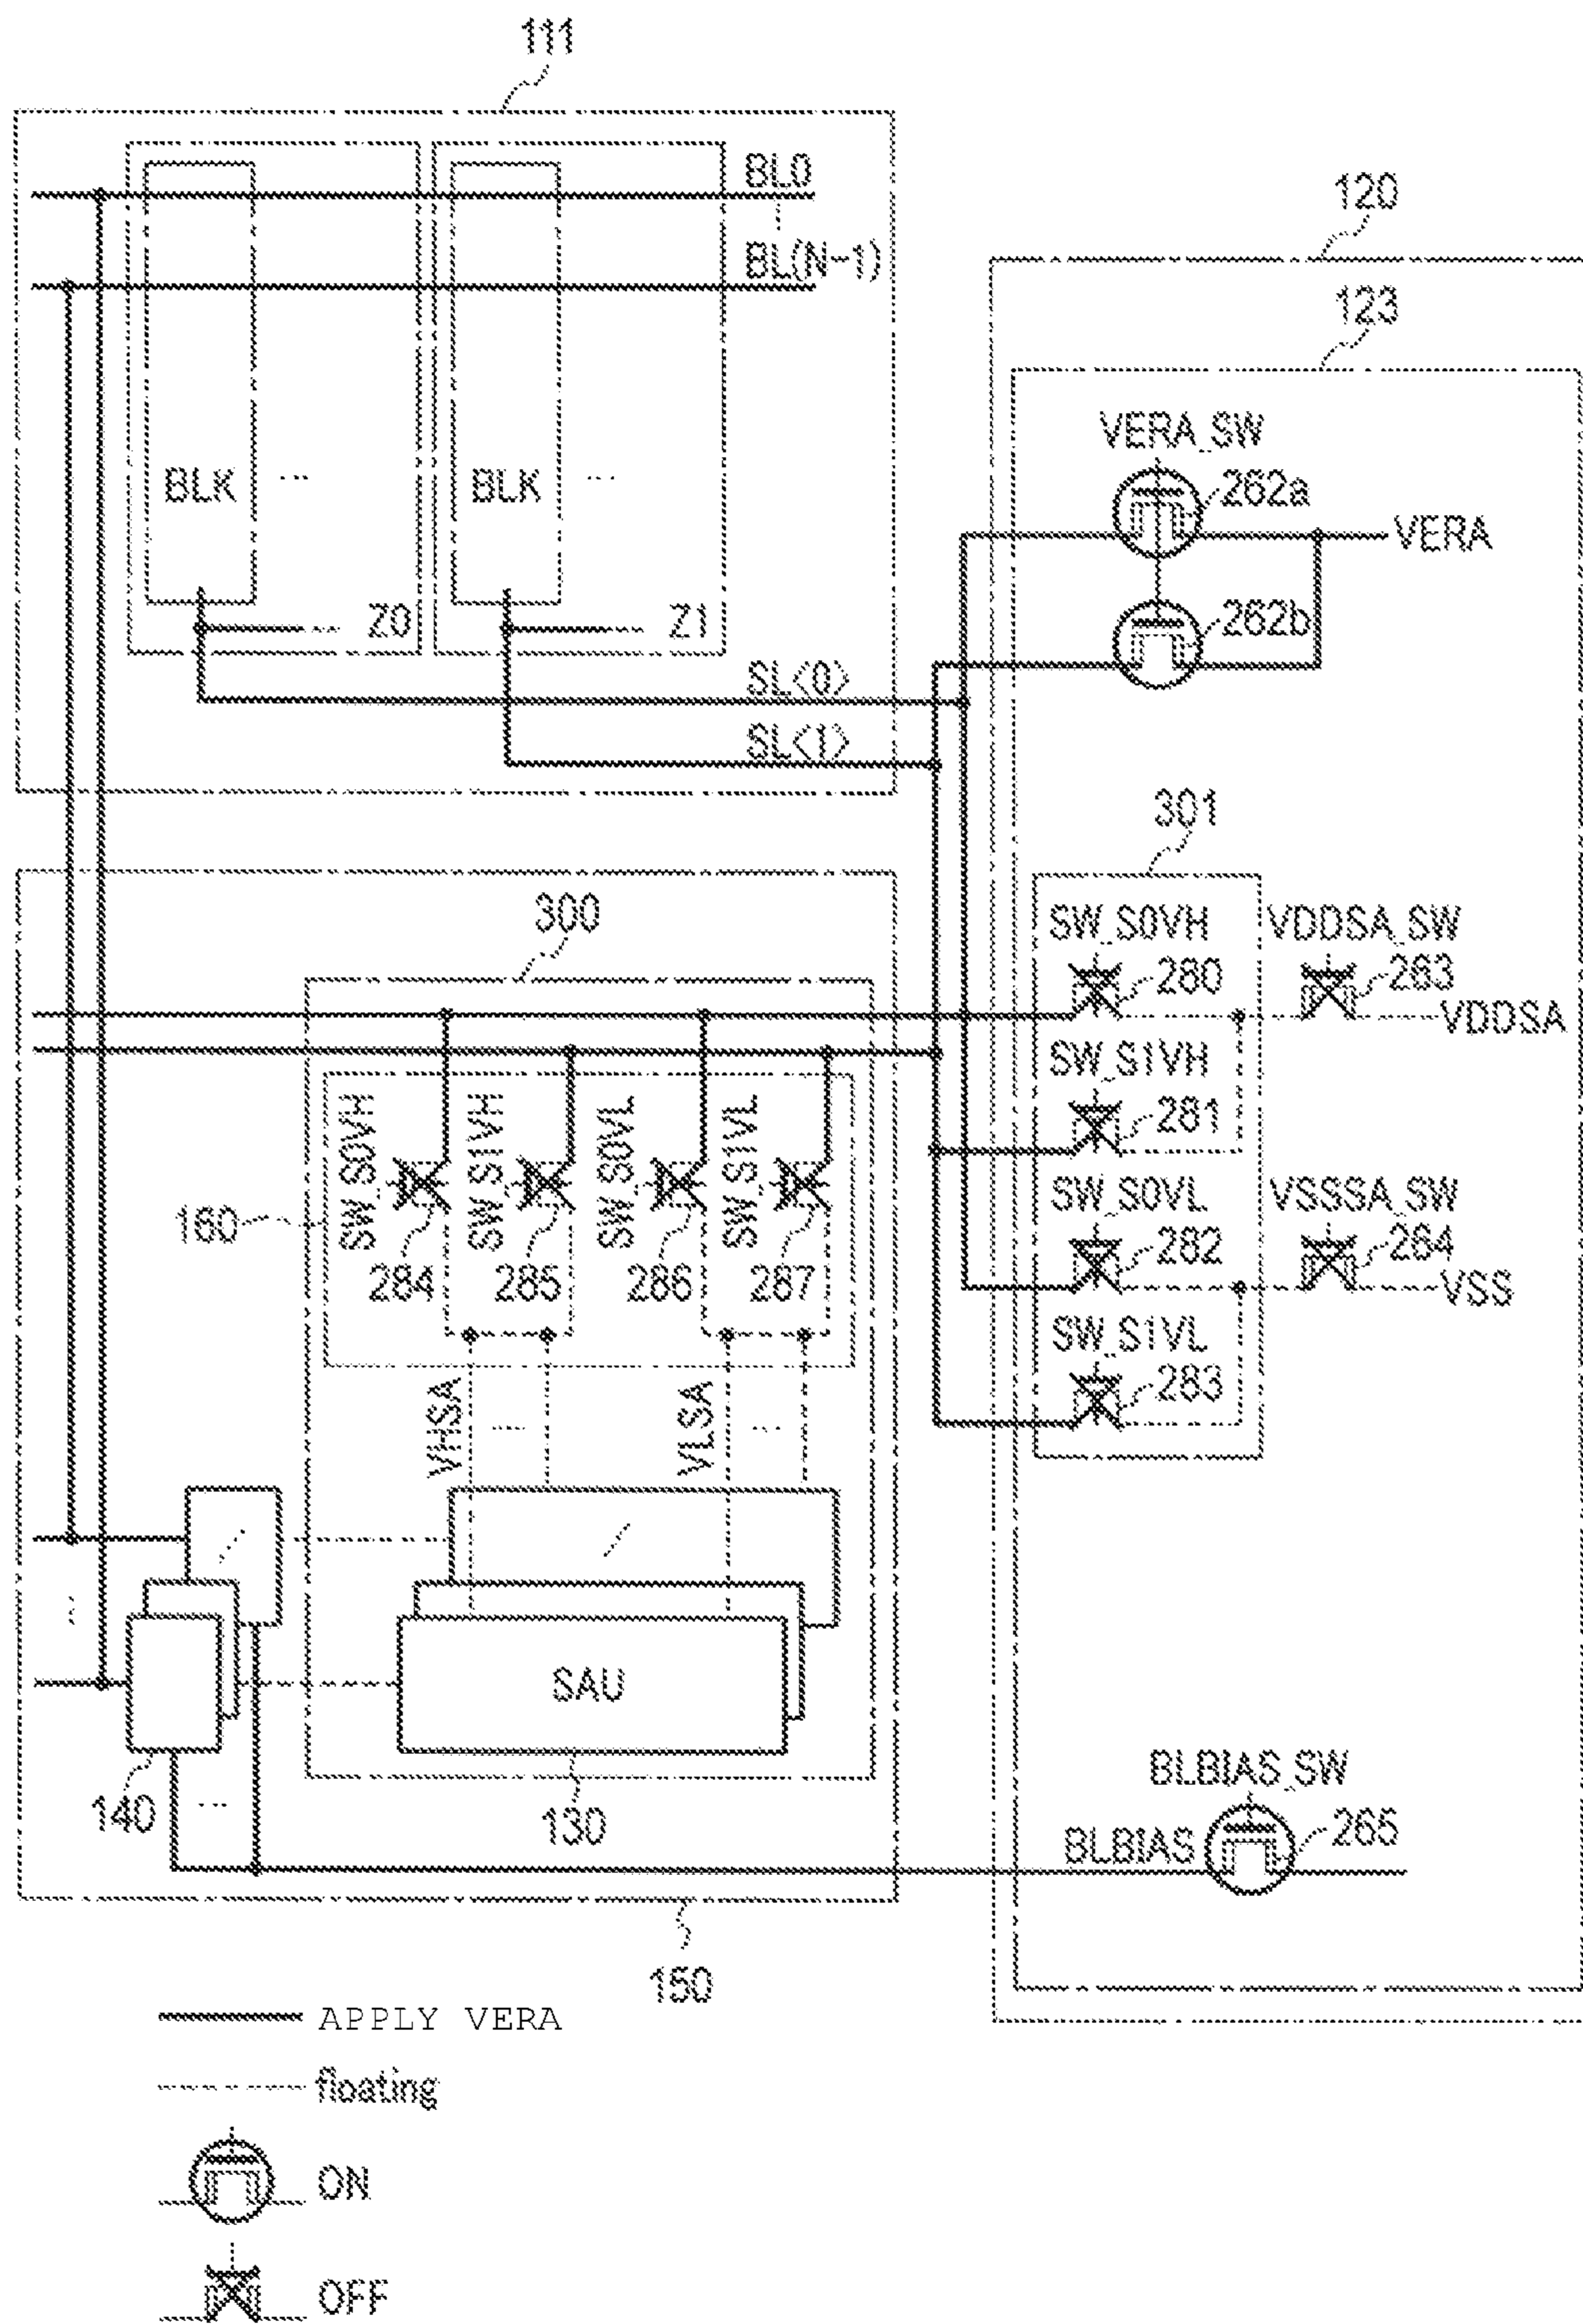 111
BL0
BL(N-1)
BLK ... BLK ...
Z0 Z1
SL<0>
SL<1>
120
123
VERA_SW
262a
VERA
262b
301
SW_S0VH VDDSA_SW
280 263
VDDSA
SW_S1VH
281
SW_S0VL VSSSA_SW
282 264
VSS
SW_S1VL
283
300
SW_S0VH SW_S1VH SW_S0VL SW_S1VL
160
284 285 286 287
VHSA ... VLSA ...
SAU
140 ... 130
BLBIAS_SW
BLBIAS 265
150
APPLY VERA
floating
ON
OFF